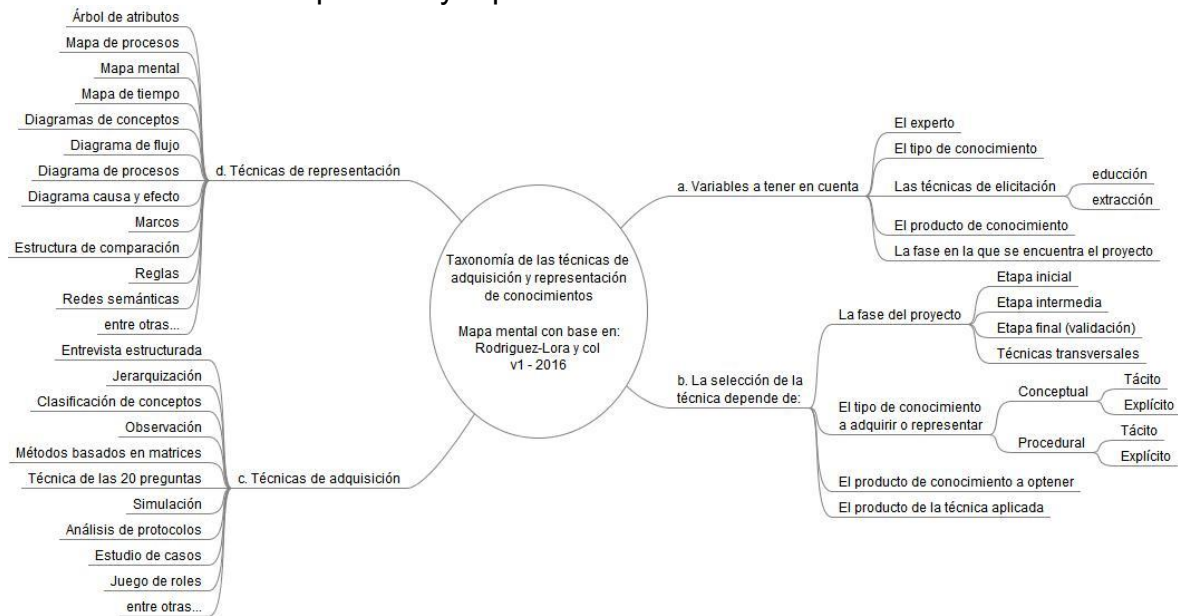 Taxonomía de las técnicas de
adquisición y representación
de conocimientos
Mapa mental con base en:
Rodriguez-Lora y col
v1 - 2016
a. Variables a tener en cuenta
El experto
El tipo de conocimiento
Las técnicas de elicitación
educción
extracción
El producto de conocimiento
La fase en la que se encuentra el proyecto
b. La selección de la
técnica depende de:
La fase del proyecto
Etapa inicial
Etapa intermedia
Etapa final (validación)
Técnicas transversales
El tipo de conocimiento
a adquirir o representar
Conceptual
Tácito
Explícito
Procedural
Tácito
Explícito
El producto de conocimiento a optener
El producto de la técnica aplicada
c. Técnicas de adquisición
Entrevista estructurada
Jerarquización
Clasificación de conceptos
Observación
Métodos basados en matrices
Técnica de las 20 preguntas
Simulación
Análisis de protocolos
Estudio de casos
Juego de roles
entre otras...
d. Técnicas de representación
Árbol de atributos
Mapa de procesos
Mapa mental
Mapa de tiempo
Diagramas de conceptos
Diagrama de flujo
Diagrama de procesos
Diagrama causa y efecto
Marcos
Estructura de comparación
Reglas
Redes semánticas
entre otras...